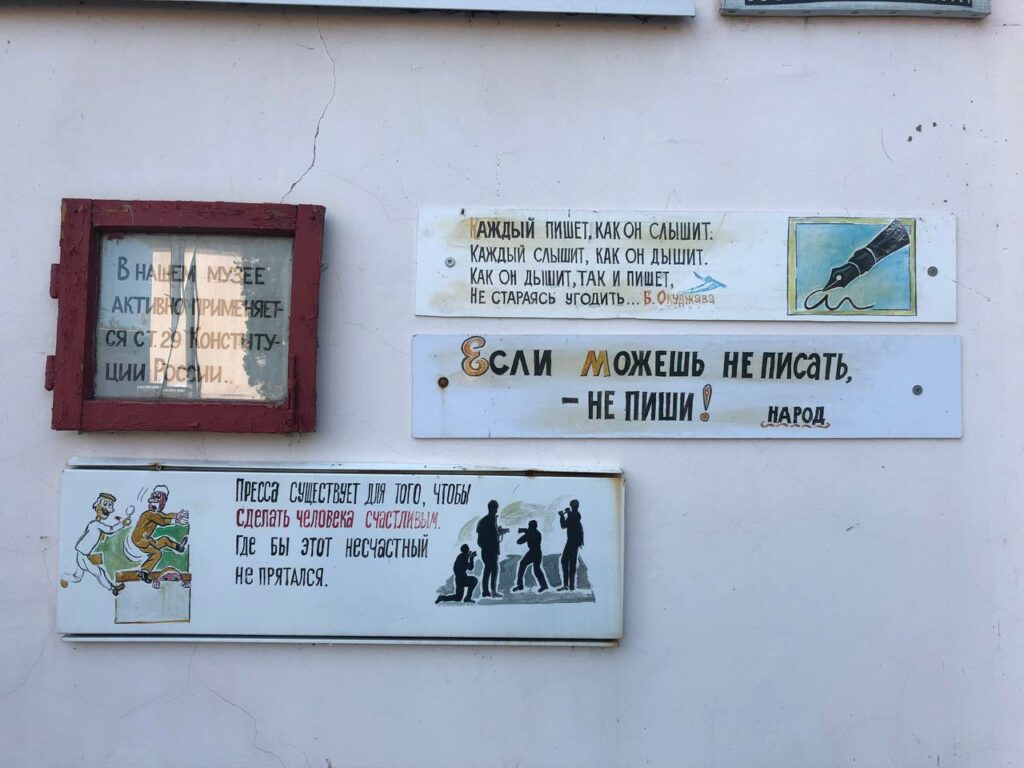 В НАШЕМ МУЗЕЕ
АКТИВНО ПРИМЕНЯЕТ-
СЯ СТ. 29 КОНСТИТУ-
ЦИИ РОССИИ..
КАЖДЫЙ ПИШЕТ, КАК ОН СЛЫШИТ.
КАЖДЫЙ СЛЫШИТ, КАК ОН ДЫШИТ.
КАК ОН ДЫШИТ, ТАК И ПИШЕТ,
НЕ СТАРАЯСЬ УГОДИТЬ... Б. ОКУДЖАВА
ЕСЛИ МОЖЕШЬ НЕ ПИСАТЬ,
– НЕ ПИШИ!
НАРОД
ПРЕССА СУЩЕСТВУЕТ ДЛЯ ТОГО, ЧТОБЫ
СДЕЛАТЬ ЧЕЛОВЕКА СЧАСТЛИВЫМ.
ГДЕ БЫ ЭТОТ НЕСЧАСТНЫЙ
НЕ ПРЯТАЛСЯ.